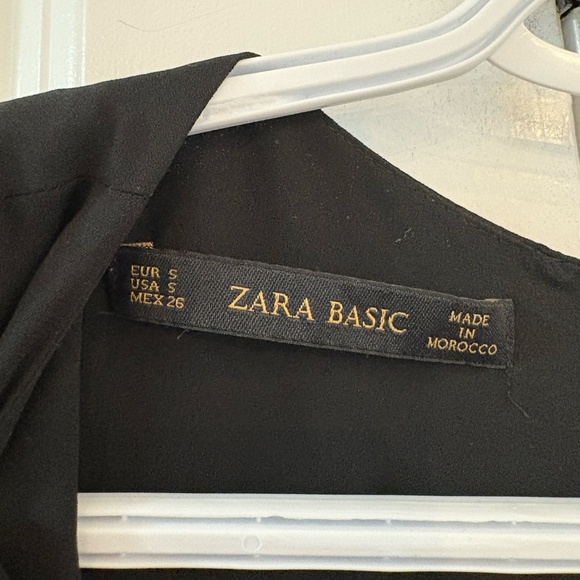 EUR S
USA S
MEX 26
ZARA BASIC
MADE
IN
MOROCCO